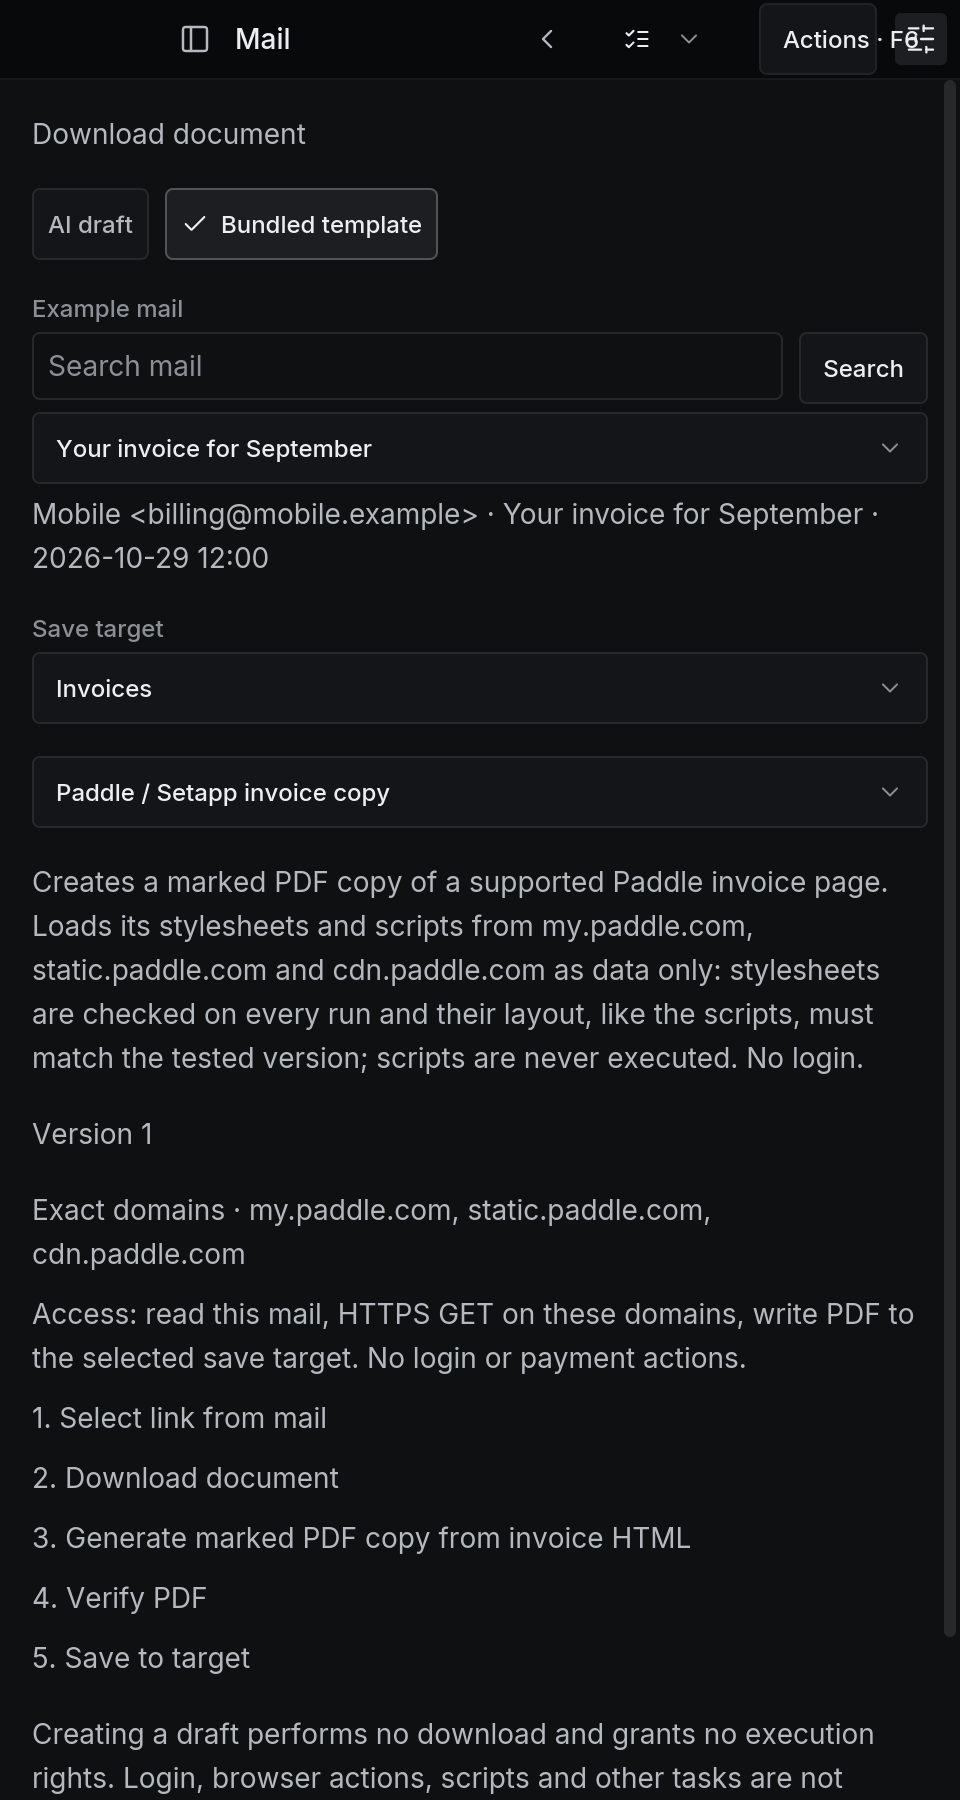 Mail
Actions · F6
Download document
AI draft
Bundled template
Example mail
Search mail
Search
Your invoice for September
Mobile <billing@mobile.example> · Your invoice for September ·
2026-10-29 12:00
Save target
Invoices
Paddle / Setapp invoice copy
Creates a marked PDF copy of a supported Paddle invoice page.
Loads its stylesheets and scripts from my.paddle.com,
static.paddle.com and cdn.paddle.com as data only: stylesheets
are checked on every run and their layout, like the scripts, must
match the tested version; scripts are never executed. No login.
Version 1
Exact domains · my.paddle.com, static.paddle.com,
cdn.paddle.com
Access: read this mail, HTTPS GET on these domains, write PDF to
the selected save target. No login or payment actions.
1. Select link from mail
2. Download document
3. Generate marked PDF copy from invoice HTML
4. Verify PDF
5. Save to target
Creating a draft performs no download and grants no execution
rights. Login, browser actions, scripts and other tasks are not